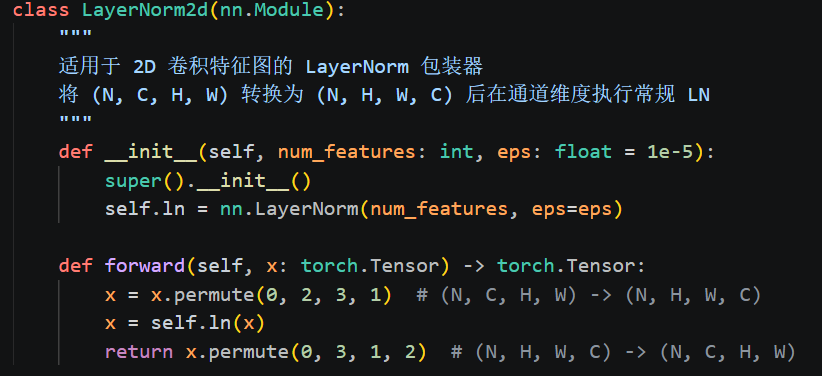 class LayerNorm2d(nn.Module):
    """
    适用于 2D 卷积特征图的 LayerNorm 包装器
    将 (N, C, H, W) 转换为 (N, H, W, C) 后在通道维度执行常规 LN
    """
    def __init__(self, num_features: int, eps: float = 1e-5):
        super().__init__()
        self.ln = nn.LayerNorm(num_features, eps=eps)

    def forward(self, x: torch.Tensor) -> torch.Tensor:
        x = x.permute(0, 2, 3, 1)  # (N, C, H, W) -> (N, H, W, C)
        x = self.ln(x)
        return x.permute(0, 3, 1, 2)  # (N, H, W, C) -> (N, C, H, W)